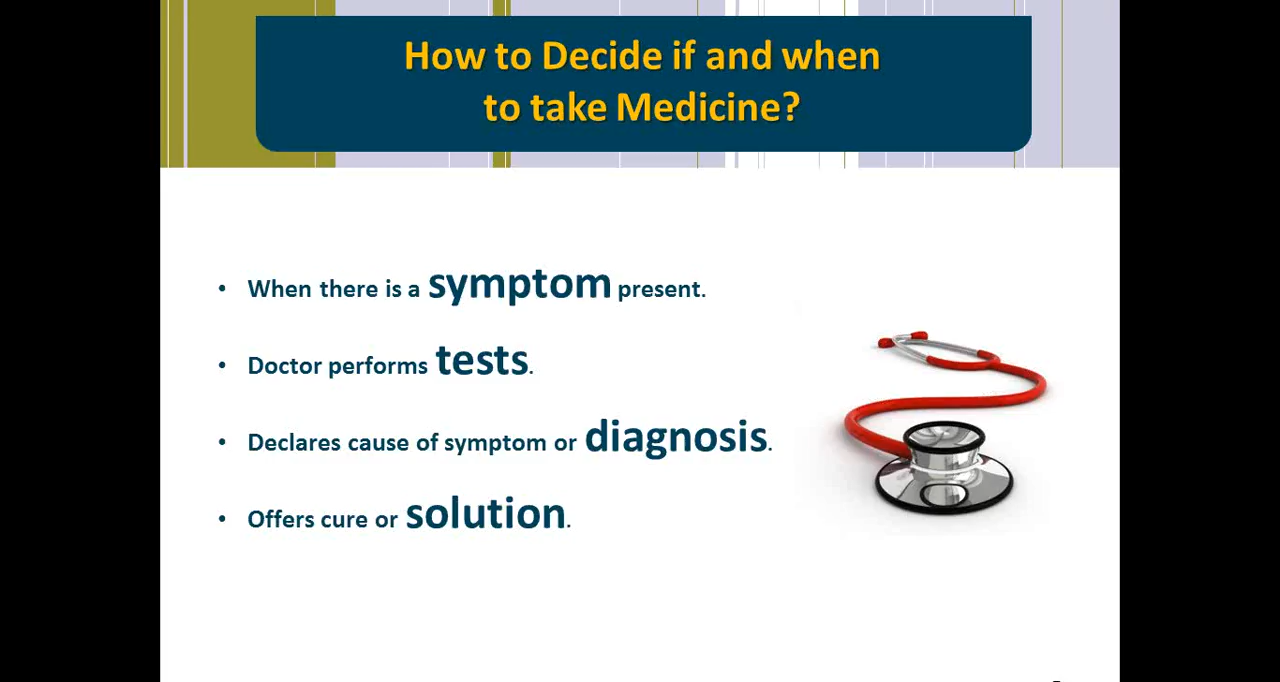 How to Decide if and when
to take Medicine?
• When there is a symptom present.
• Doctor performs tests.
• Declares cause of symptom or diagnosis.
• Offers cure or solution.